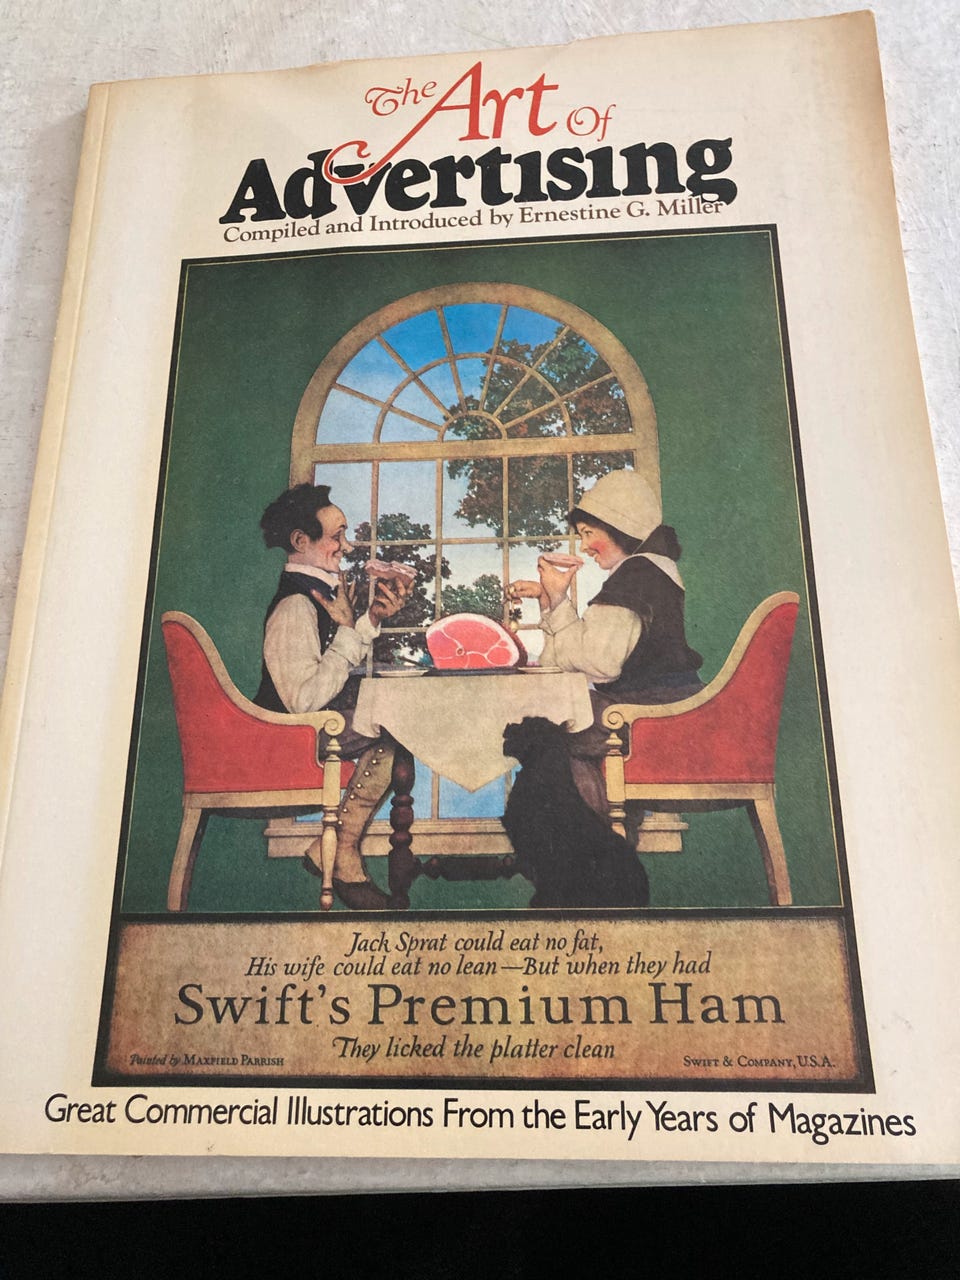 The Art Of
Advertising
Compiled and Introduced by Ernestine G. Miller
Jack Sprat could eat no fat,
His wife could eat no lean—But when they had
Swift's Premium Ham
They licked the platter clean
Painted by MAXFIELD PARRISH
SWIFT & COMPANY, U.S.A.
Great Commercial Illustrations From the Early Years of Magazines